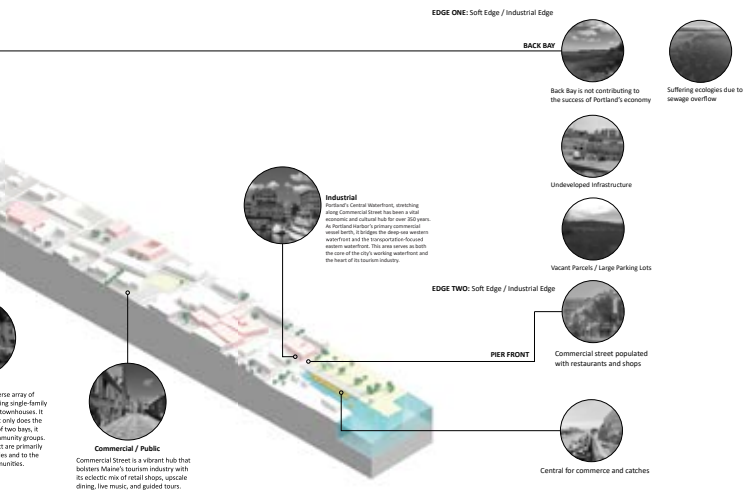 EDGE ONE: Soft Edge / Industrial Edge
BACK BAY
Back Bay is not contributing to
the success of Portland's economy
Suffering ecologies due to
sewage overflow
Undeveloped Infrastructure
Industrial
Portland's Central Waterfront, stretching
along Commercial Street has been a vital
economic and cultural hub for over 350 years.
As Portland Harbor's primary commercial
vessel berth, it bridges the deep-sea western
waterfront and the transportation-focused
eastern waterfront. This area serves as both
the core of the city's working waterfront and
the heart of its tourism industry.
Vacant Parcels / Large Parking Lots
EDGE TWO: Soft Edge / Industrial Edge
PIER FRONT
Commercial street populated
with restaurants and shops
erse array of
ing single-family
townhouses. It
t only does the
of two bays, it
mmunity groups.
ct are primarily
es and to the
munities.
Commercial / Public
Commercial Street is a vibrant hub that
bolsters Maine's tourism industry with
its eclectic mix of retail shops, upscale
dining, live music, and guided tours.
Central for commerce and catches